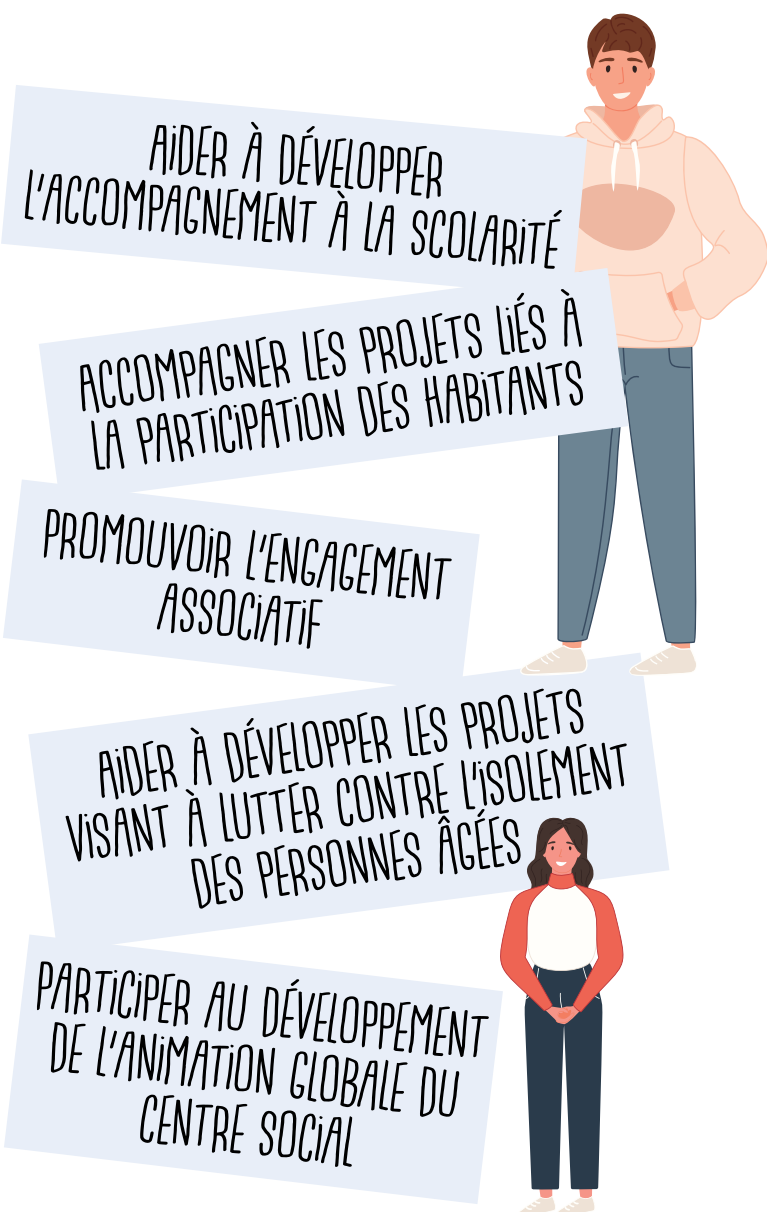 AIDER À DÉVELOPPER
L'ACCOMPAGNEMENT À LA SCOLARITÉ
ACCOMPAGNER LES PROJETS LIÉS À
LA PARTICIPATION DES HABITANTS
PROMOUVOIR L'ENGAGEMENT
ASSOCIATIF
AIDER À DÉVELOPPER LES PROJETS
VISANT À LUTTER CONTRE L'ISOLEMENT
DES PERSONNES ÂGÉES
PARTICIPER AU DÉVELOPPEMENT
DE L'ANIMATION GLOBALE DU
CENTRE SOCIAL